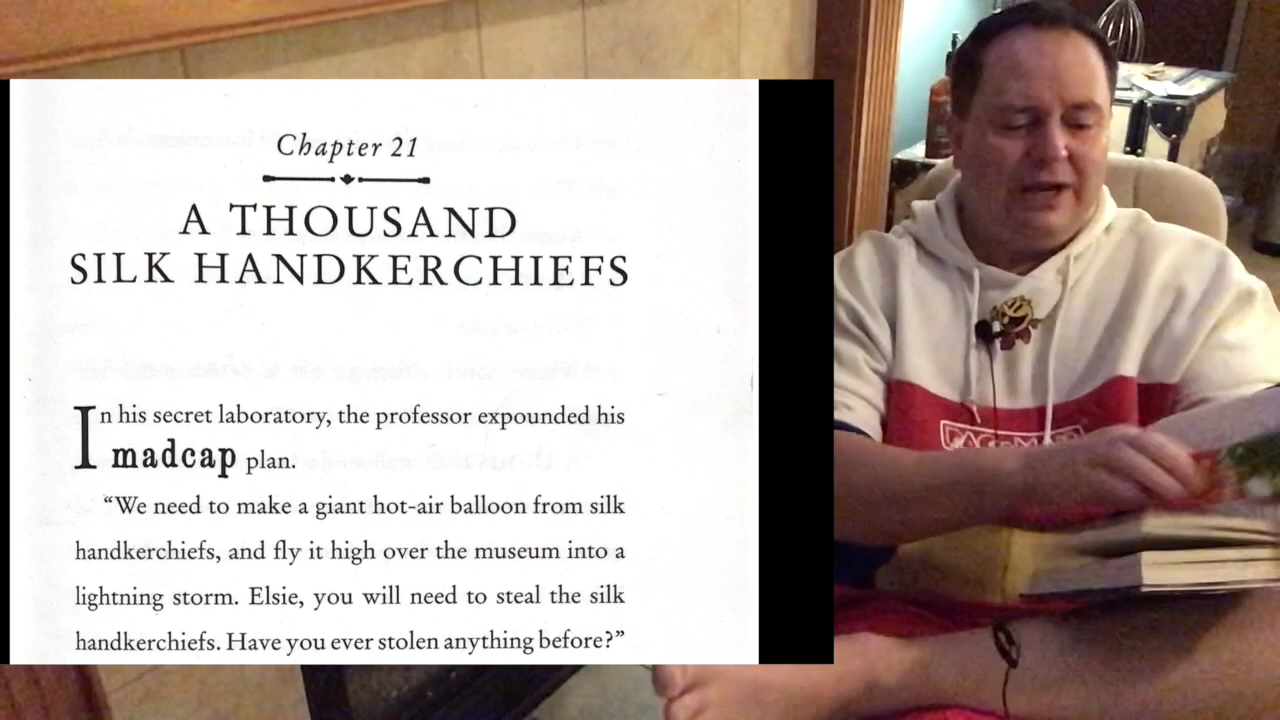 Chapter 21
A THOUSAND
SILK HANDKERCHIEFS
In his secret laboratory, the professor expounded his
madcap plan.
“We need to make a giant hot-air balloon from silk
handkerchiefs, and fly it high over the museum into a
lightning storm. Elsie, you will need to steal the silk
handkerchiefs. Have you ever stolen anything before?”